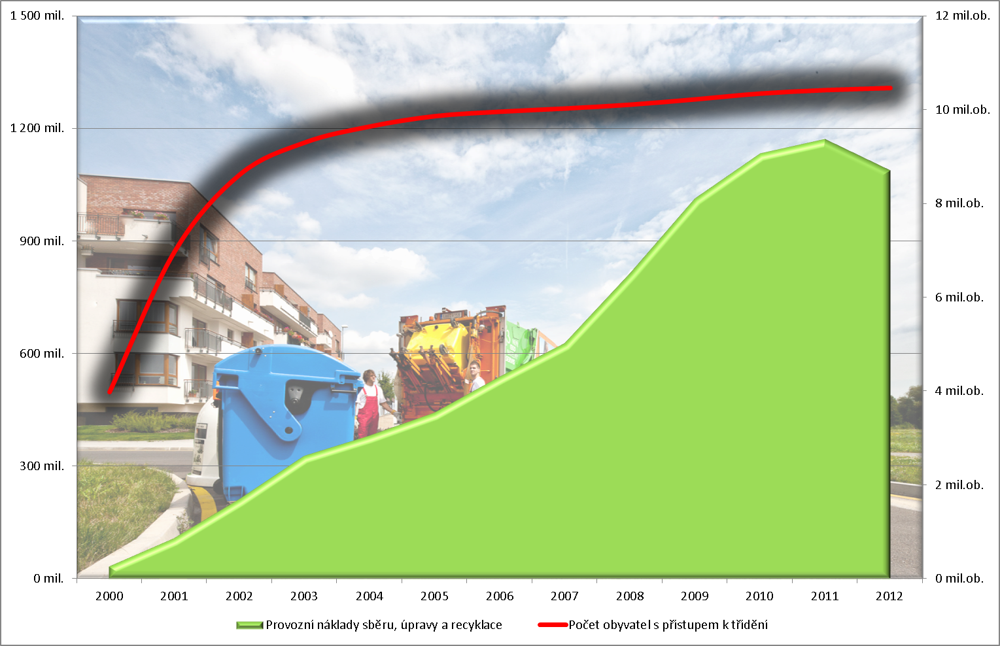 1 500 mil.
12 mil.ob.
10 mil.ob.
1 200 mil.
8 mil.ob.
900 mil.
6 mil.ob.
600 mil.
4 mil.ob.
300 mil.
2 mil.ob.
0 mil.
0 mil.ob.
2000 2001 2002 2003 2004 2005 2006 2007 2008 2009 2010 2011 2012
Provozní náklady sběru, úpravy a recyklace
Počet obyvatel s přístupem k třídění